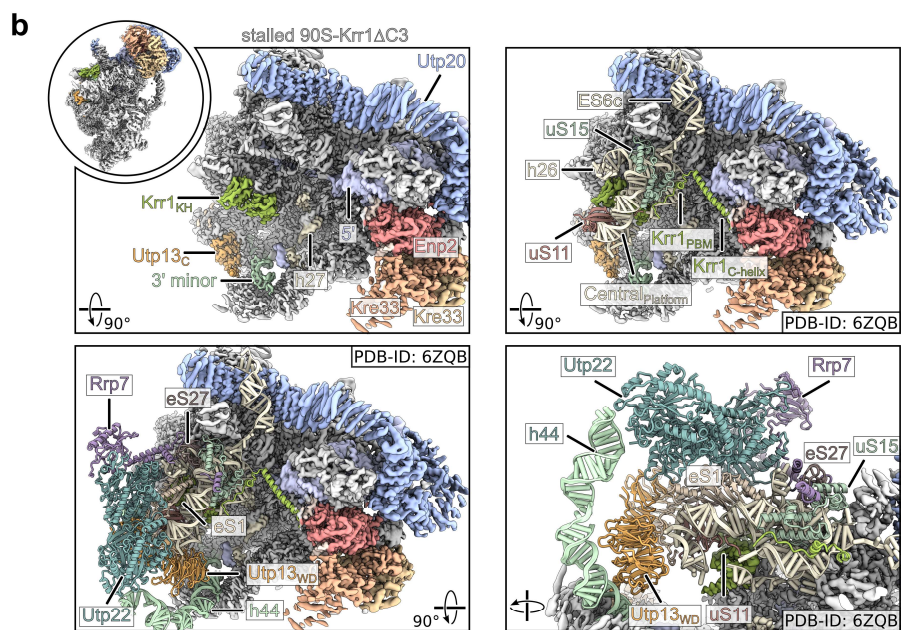 b
stalled 90S-Krr1ΔC3
Utp20
Krr1KH
5'
Utp13C
Enp2
3' minor
h27
Kre33
Kre33
90°
ES6c
uS15
h26
uS11
Krr1PBM
Krr1C-helix
CentralPlatform
90°
PDB-ID: 6ZQB
PDB-ID: 6ZQB
Rrp7
eS27
eS1
Utp13WD
Utp22
h44
90°
Utp22
Rrp7
h44
eS27
uS15
eS1
Utp13WD
uS11
PDB-ID: 6ZQB